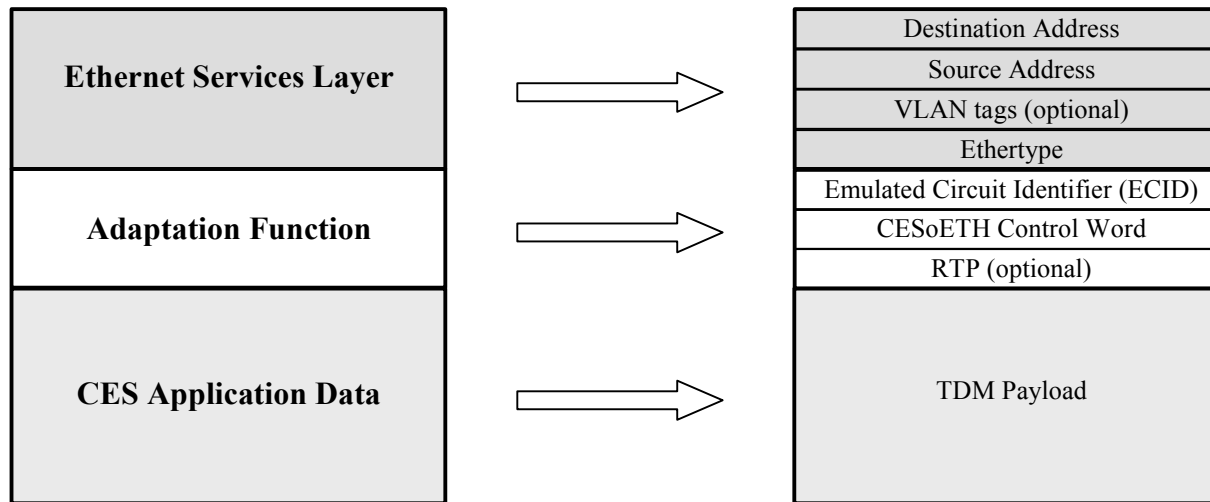 Ethernet Services Layer
Adaptation Function
CES Application Data
Destination Address
Source Address
VLAN tags (optional)
Ethertype
Emulated Circuit Identifier (ECID)
CESoETH Control Word
RTP (optional)
TDM Payload